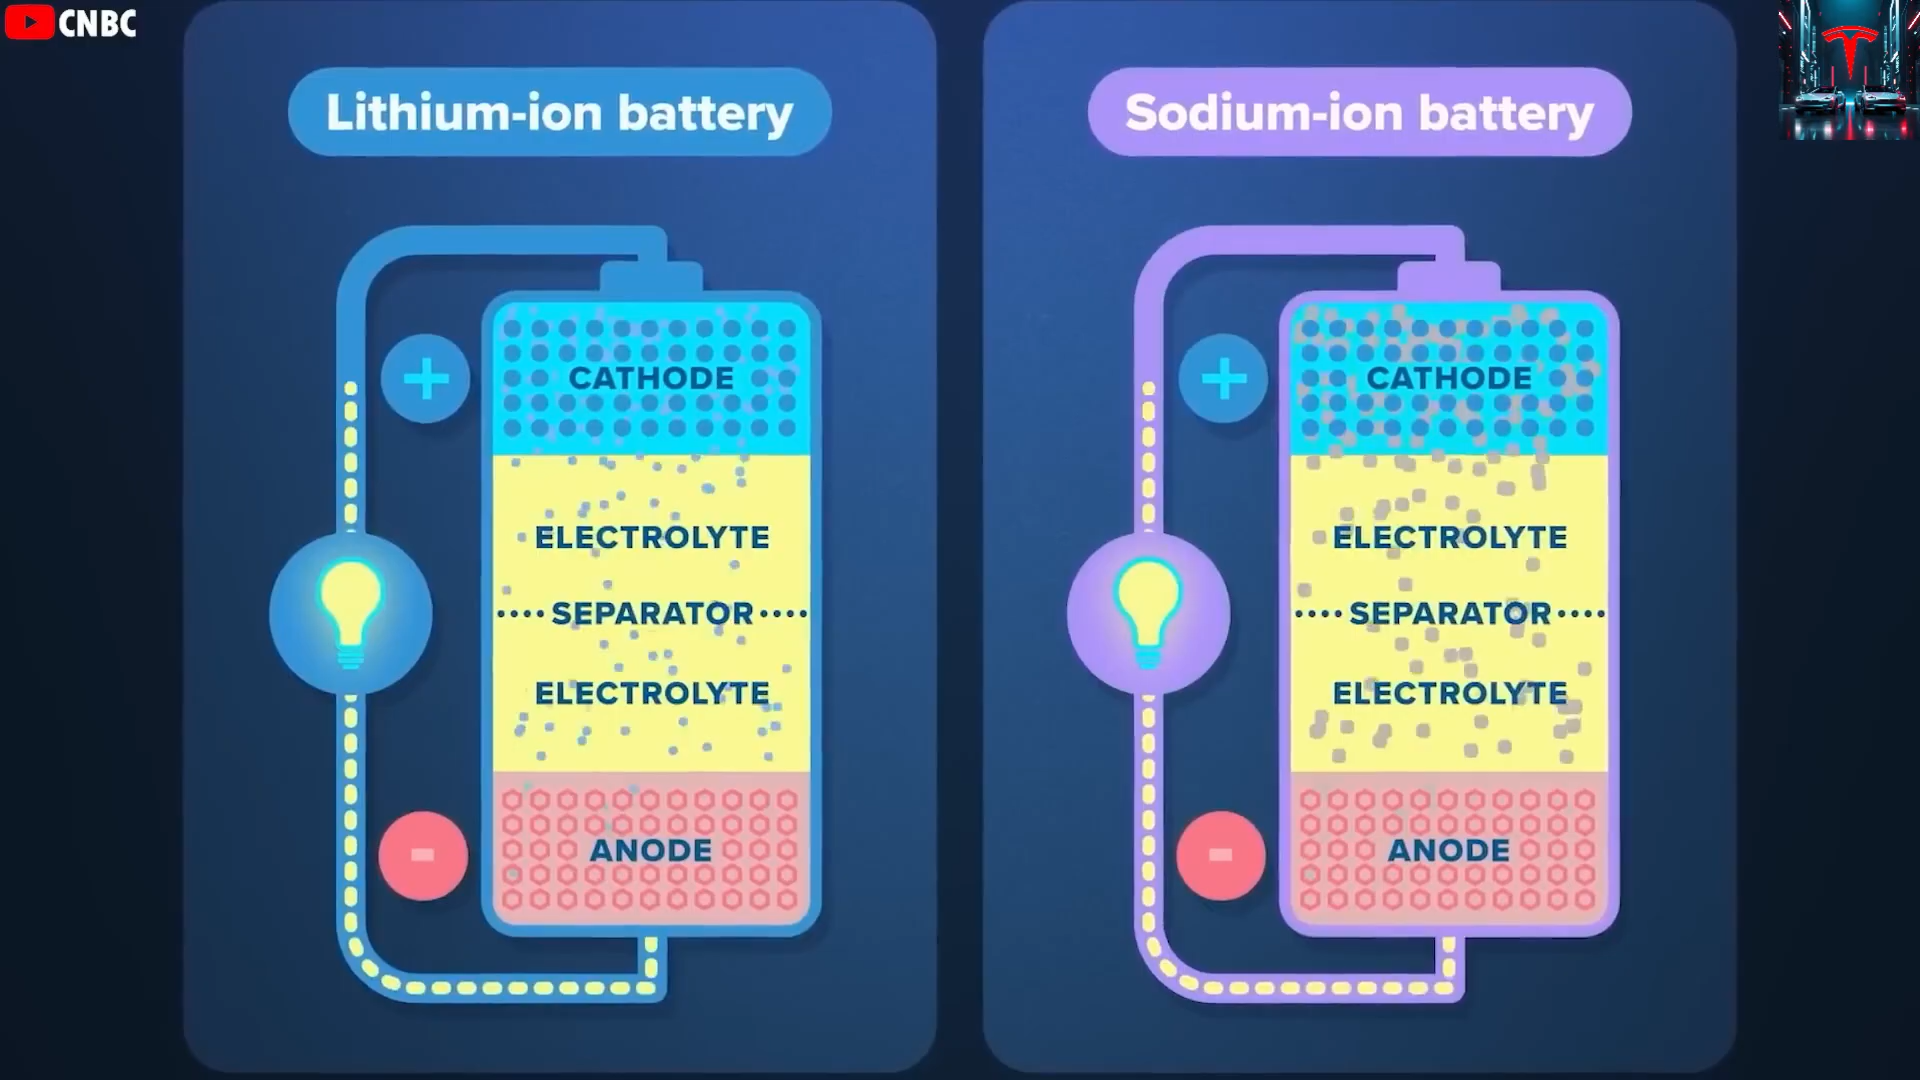 CNBC
Lithium-ion battery
+
CATHODE
ELECTROLYTE
SEPARATOR
ELECTROLYTE
-
ANODE
Sodium-ion battery
+
CATHODE
ELECTROLYTE
SEPARATOR
ELECTROLYTE
-
ANODE